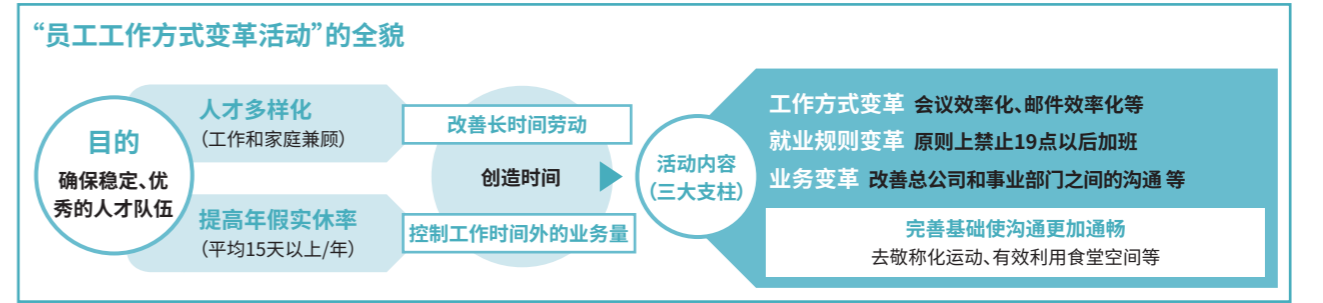 “员工工作方式变革活动”的全貌
目的
确保稳定、优
秀的人才队伍
人才多样化
（工作和家庭兼顾）
提高年假实休率
（平均15天以上/年）
改善长时间劳动
创造时间
控制工作时间外的业务量
活动内容
（三大支柱）
工作方式变革 会议效率化、邮件效率化等
就业规则变革 原则上禁止19点以后加班
业务变革 改善总公司和事业部门之间的沟通 等
完善基础使沟通更加通畅
去敬称化运动、有效利用食堂空间等